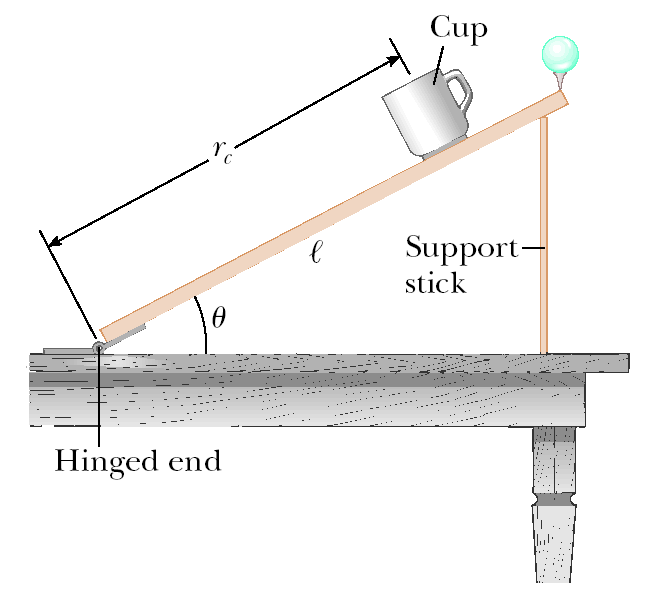 Cup
r_c
ℓ
Support
stick
θ
Hinged end